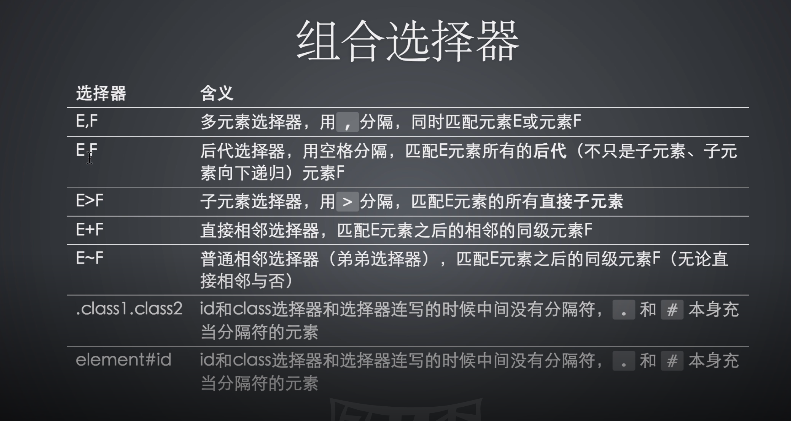 组合选择器
选择器 含义
E,F 多元素选择器，用 , 分隔，同时匹配元素E或元素F
E F 后代选择器，用空格分隔，匹配E元素所有的后代（不只是子元素、子元
素向下递归）元素F
E>F 子元素选择器，用 > 分隔，匹配E元素的所有直接子元素
E+F 直接相邻选择器，匹配E元素之后的相邻的同级元素F
E~F 普通相邻选择器（弟弟选择器），匹配E元素之后的同级元素F（无论直
接相邻与否）
.class1.class2 id和class选择器和选择器连写的时候中间没有分隔符， . 和 # 本身充
当分隔符的元素
element#id id和class选择器和选择器连写的时候中间没有分隔符， . 和 # 本身充
当分隔符的元素